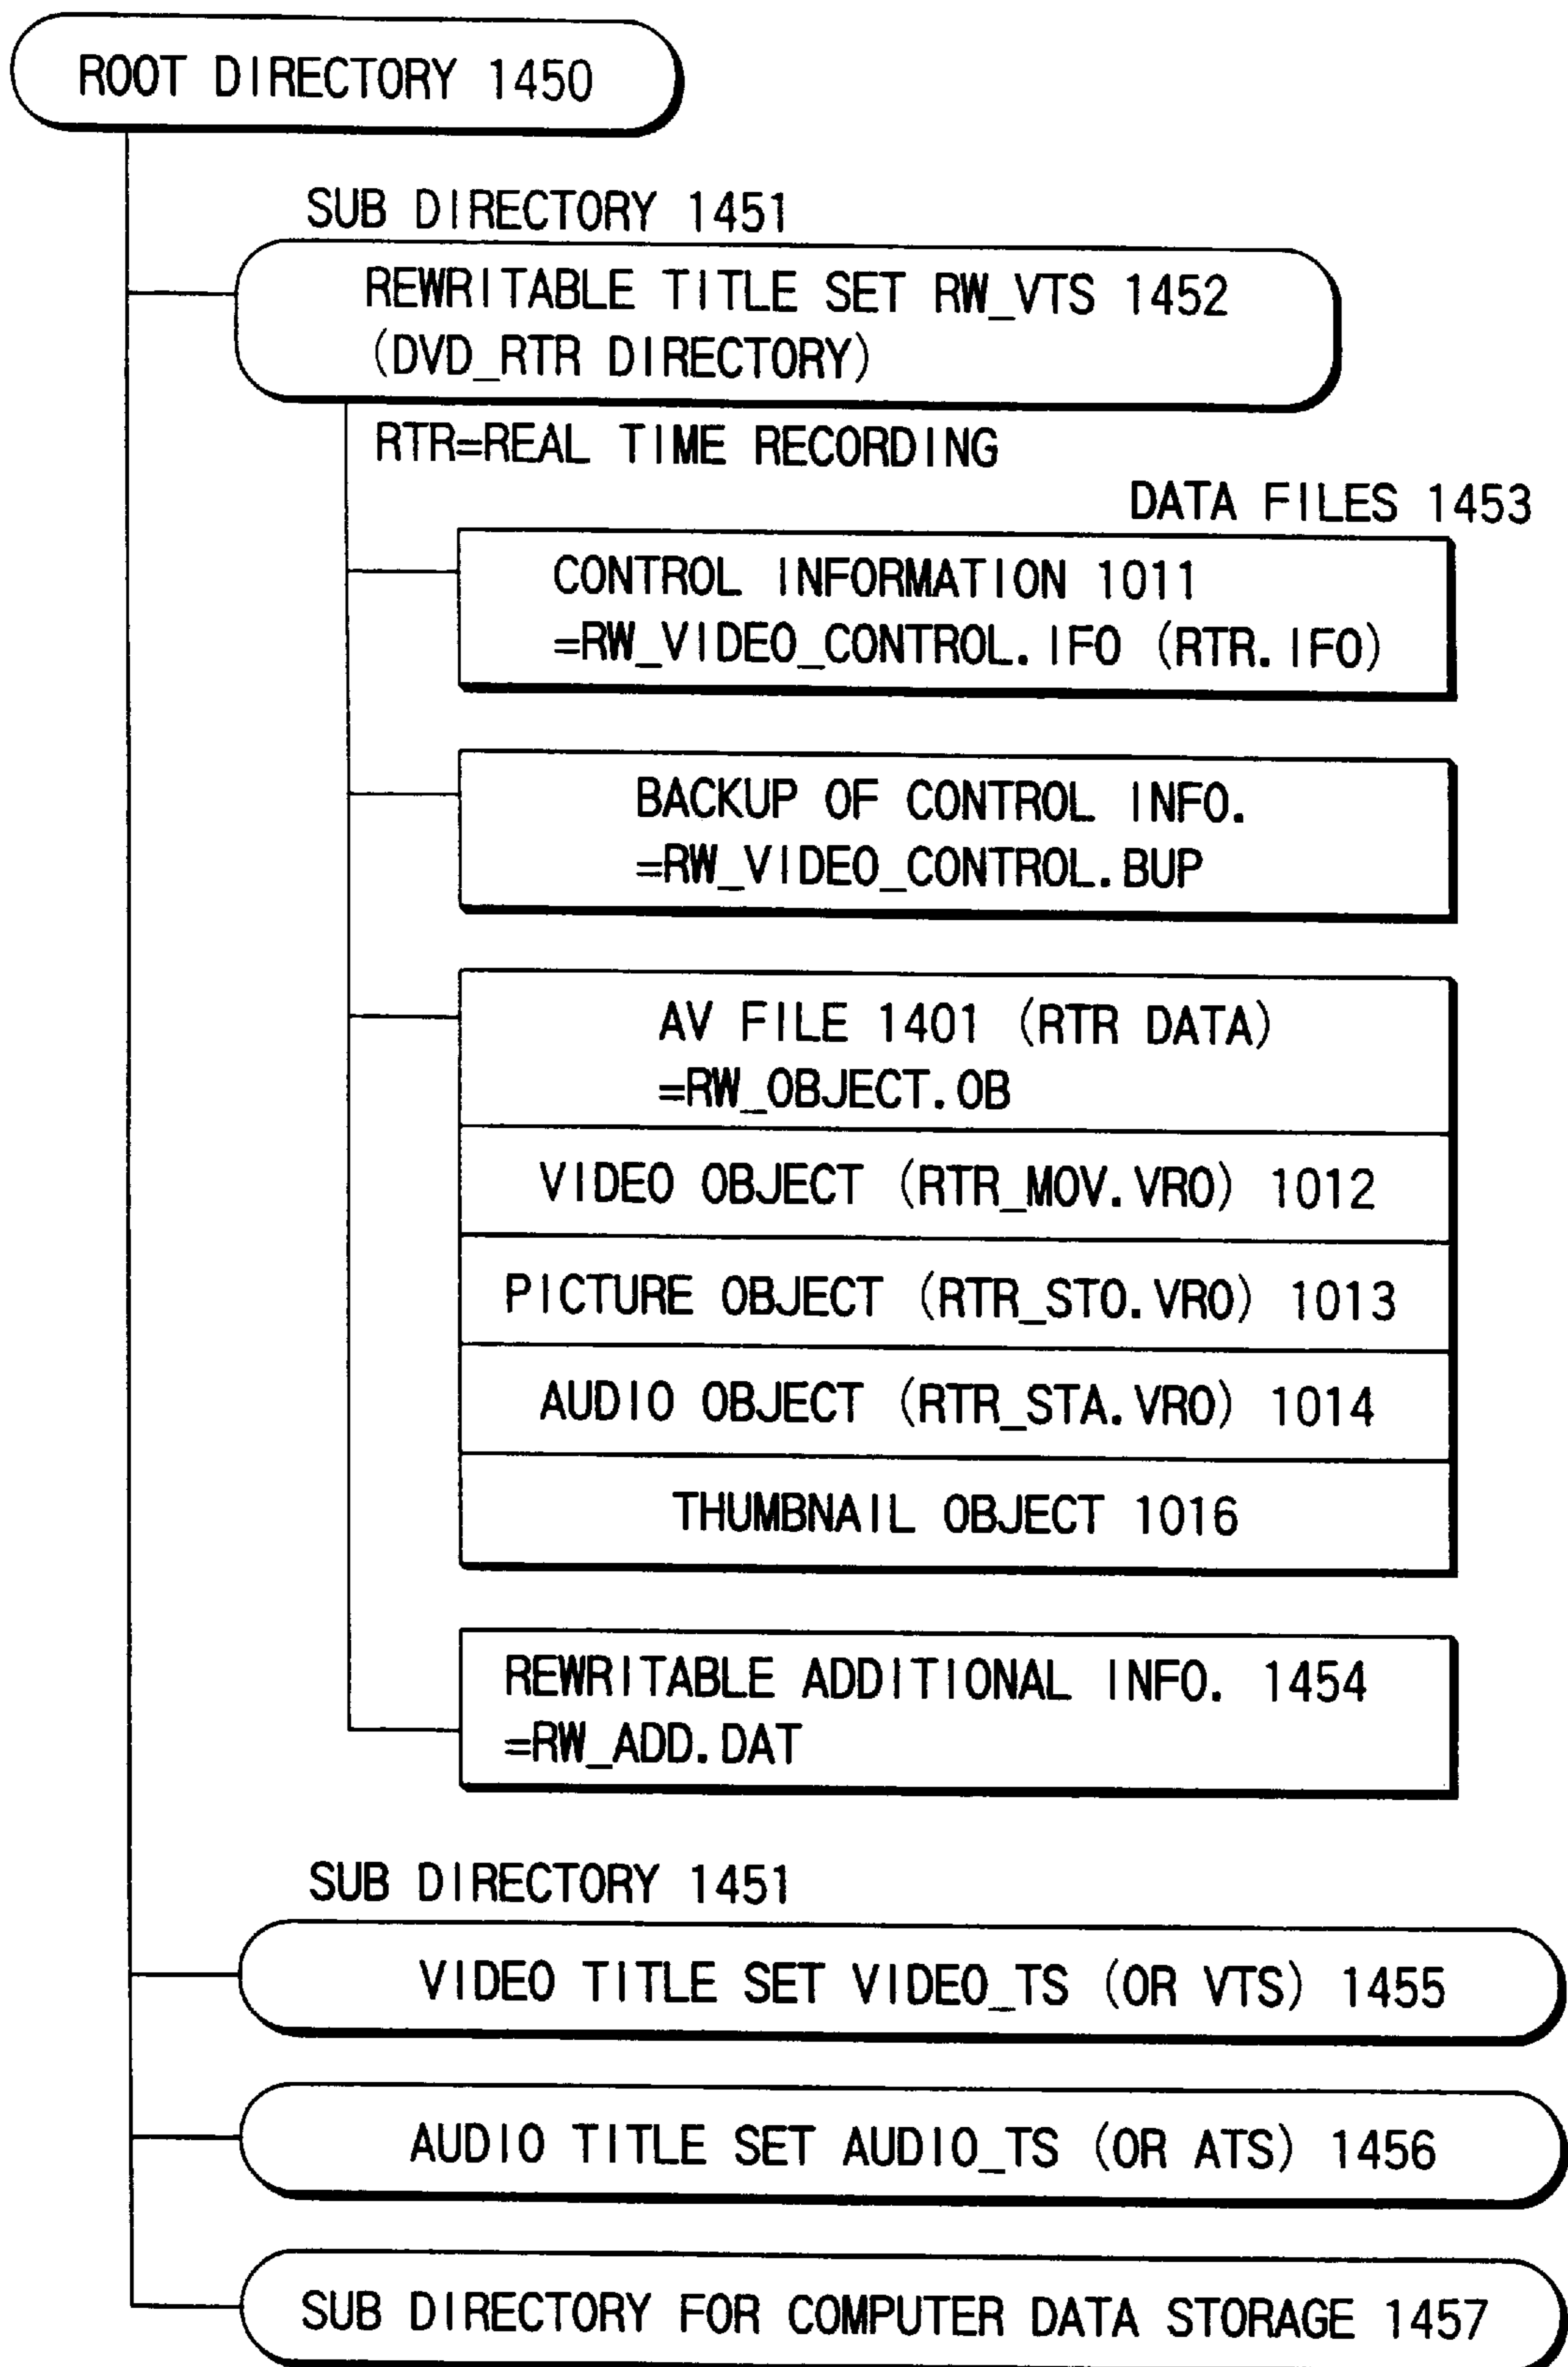 ROOT DIRECTORY 1450
SUB DIRECTORY 1451
REWRITABLE TITLE SET RW_VTS 1452
(DVD_RTR DIRECTORY)
RTR=REAL TIME RECORDING
DATA FILES 1453
CONTROL INFORMATION 1011
=RW_VIDEO_CONTROL.IFO (RTR.IFO)
BACKUP OF CONTROL INFO.
=RW_VIDEO_CONTROL.BUP
AV FILE 1401 (RTR DATA)
=RW_OBJECT.OB
VIDEO OBJECT (RTR_MOV.VRO) 1012
PICTURE OBJECT (RTR_STO.VRO) 1013
AUDIO OBJECT (RTR_STA.VRO) 1014
THUMBNAIL OBJECT 1016
REWRITABLE ADDITIONAL INFO. 1454
=RW_ADD.DAT
SUB DIRECTORY 1451
VIDEO TITLE SET VIDEO_TS (OR VTS) 1455
AUDIO TITLE SET AUDIO_TS (OR ATS) 1456
SUB DIRECTORY FOR COMPUTER DATA STORAGE 1457